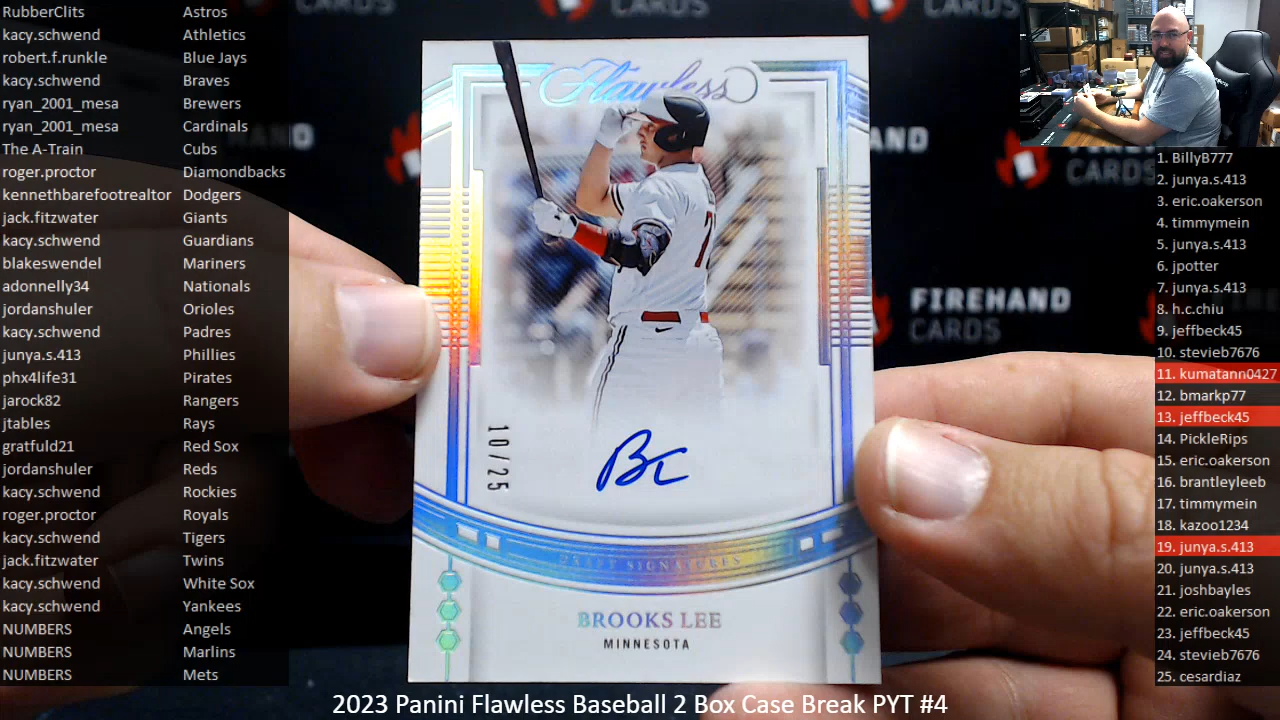 RubberClits Astros
kacy.schwend Athletics
robert.f.runkle Blue Jays
kacy.schwend Braves
ryan_2001_mesa Brewers
ryan_2001_mesa Cardinals
The A-Train Cubs
roger.proctor Diamondbacks
kennethbarefootrealtor Dodgers
jack.fitzwater Giants
kacy.schwend Guardians
blakeswendel Mariners
adonnelly34 Nationals
jordanshuler Orioles
kacy.schwend Padres
junya.s.413 Phillies
phx4life31 Pirates
jarock82 Rangers
jtables Rays
gratfuld21 Red Sox
jordanshuler Reds
kacy.schwend Rockies
roger.proctor Royals
kacy.schwend Tigers
jack.fitzwater Twins
kacy.schwend White Sox
kacy.schwend Yankees
NUMBERS Angels
NUMBERS Marlins
NUMBERS Mets
CARDS
CARDS
FIREHAND
CARDS
FIREHAND
CARDS
Flawless
7
10/25
DRAFT SIGNATURES
BROOKS LEE
MINNESOTA
1. BillyB777
2. junya.s.413
3. eric.oakerson
4. timmymein
5. junya.s.413
6. jpotter
7. junya.s.413
8. h.c.chiu
9. jeffbeck45
10. stevieb7676
11. kumatann0427
12. bmarkp77
13. jeffbeck45
14. PickleRips
15. eric.oakerson
16. brantleyleeb
17. timmymein
18. kazoo1234
19. junya.s.413
20. junya.s.413
21. joshbayles
22. eric.oakerson
23. jeffbeck45
24. stevieb7676
25. cesardiaz
2023 Panini Flawless Baseball 2 Box Case Break PYT #4